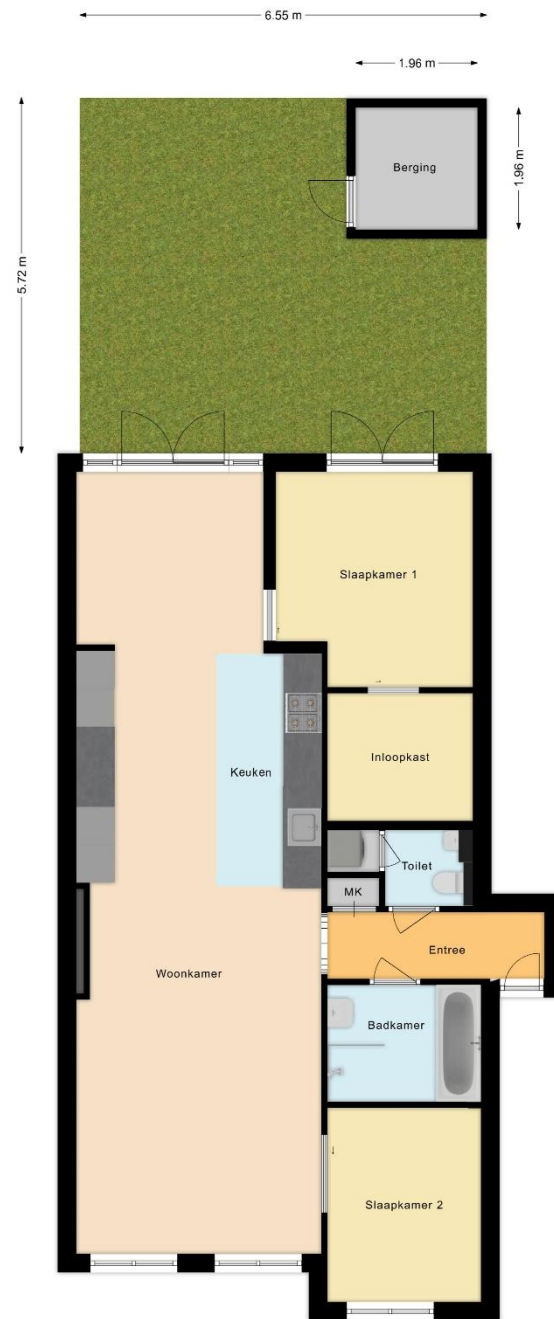 6.55 m
1.96 m
Berging
1.96 m
5.72 m
Slaapkamer 1
Keuken
Inloopkast
Toilet
MK
Entree
Woonkamer
Badkamer
Slaapkamer 2